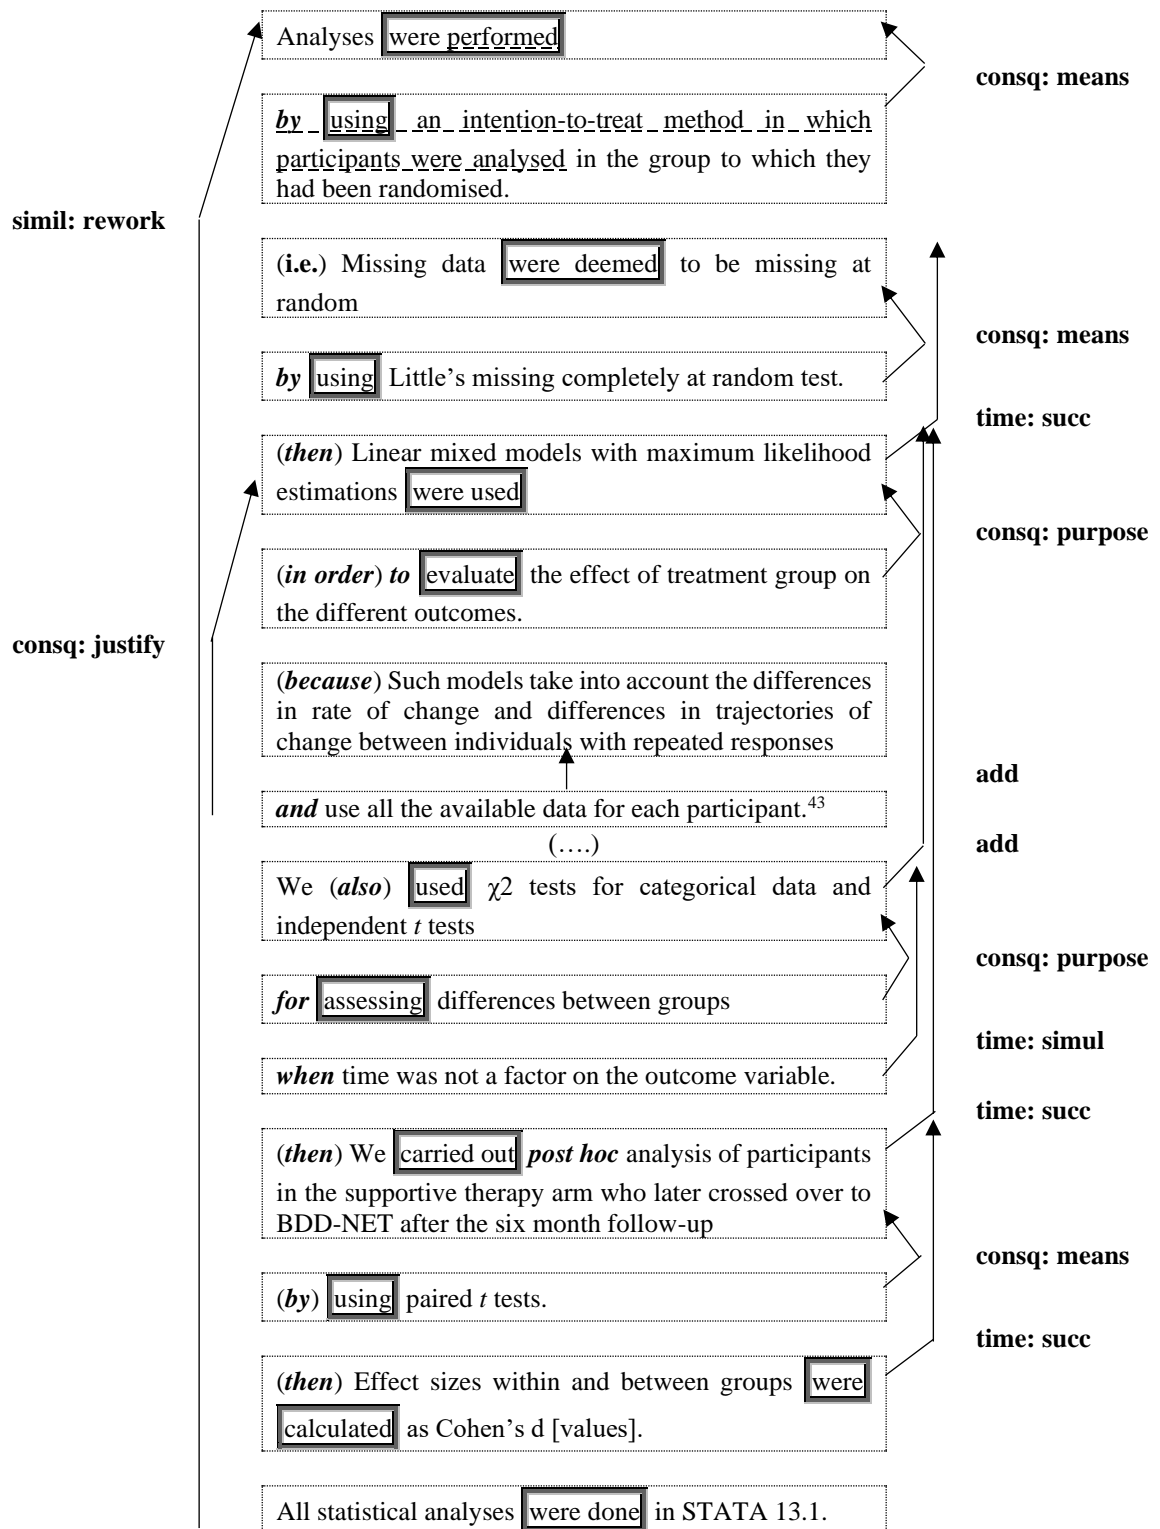 Analyses were performed
consq: means
by using an intention-to-treat method in which
participants were analysed in the group to which they
had been randomised.
simil: rework
(i.e.) Missing data were deemed to be missing at
random
consq: means
by using Little's missing completely at random test.
time: succ
(then) Linear mixed models with maximum likelihood
estimations were used
consq: purpose
(in order) to evaluate the effect of treatment group on
the different outcomes.
consq: justify
(because) Such models take into account the differences
in rate of change and differences in trajectories of
change between individuals with repeated responses
add
and use all the available data for each participant.43
(....)
add
We (also) used χ2 tests for categorical data and
independent t tests
consq: purpose
for assessing differences between groups
time: simul
when time was not a factor on the outcome variable.
time: succ
(then) We carried out post hoc analysis of participants
in the supportive therapy arm who later crossed over to
BDD-NET after the six month follow-up
consq: means
(by) using paired t tests.
time: succ
(then) Effect sizes within and between groups were
calculated as Cohen's d [values].
All statistical analyses were done in STATA 13.1.